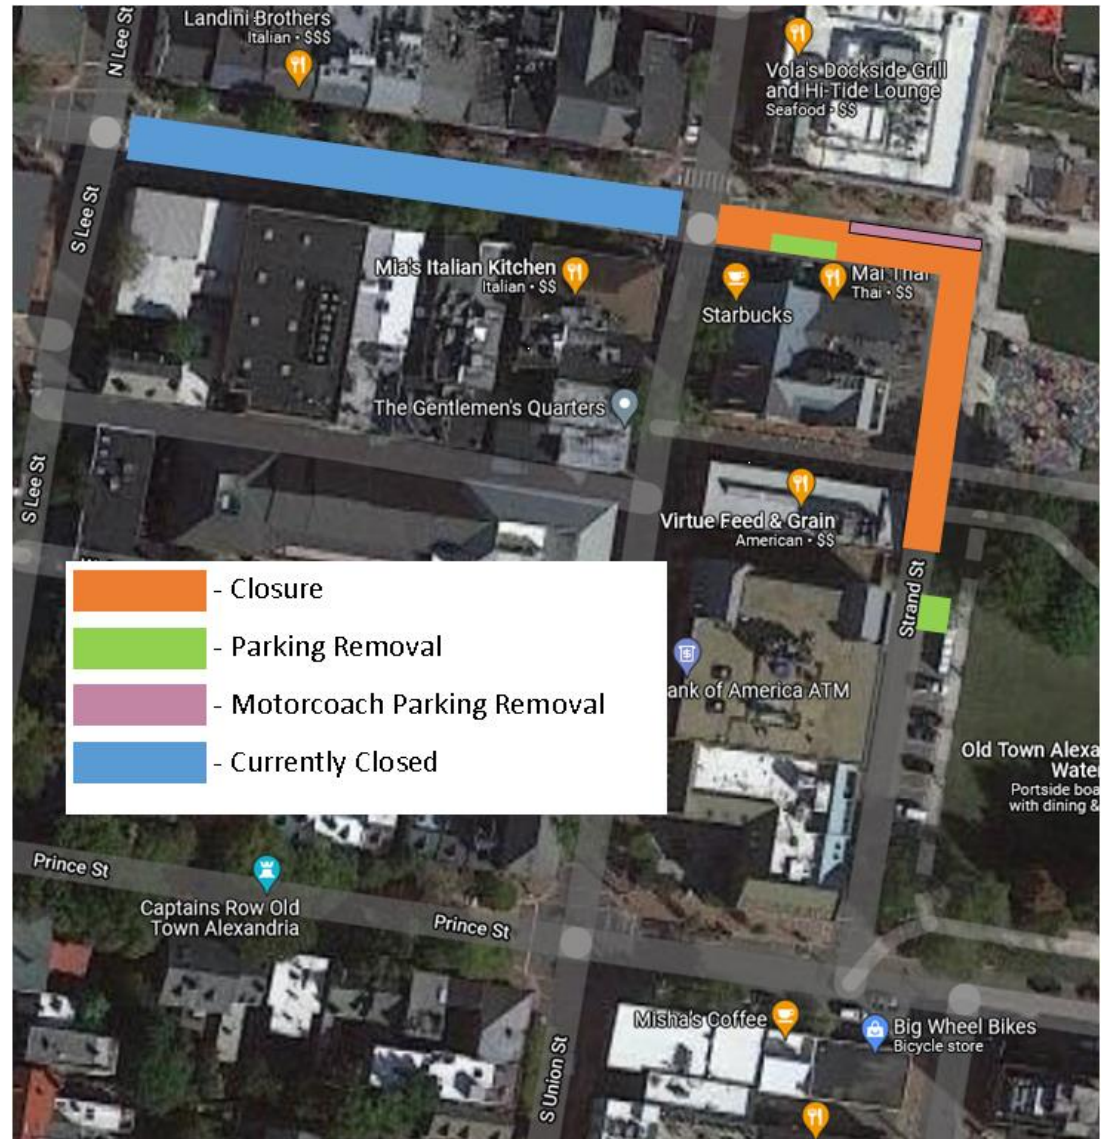 Landini Brothers
Italian • $$$
N Lee St
Vola's Dockside Grill
and Hi-Tide Lounge
Seafood • $$
S Lee St
Mia's Italian Kitchen
Italian • $$
Mai Thai
Thai • $$
Starbucks
The Gentlemen's Quarters
S Lee St
Virtue Feed & Grain
American • $$
- Closure
- Parking Removal
- Motorcoach Parking Removal
- Currently Closed
Strand St
ank of America ATM
Old Town Alexa
Wate
Portside boa
with dining &
Prince St
Captains Row Old
Town Alexandria
Prince St
Misha's Coffee
Big Wheel Bikes
Bicycle store
S Union St